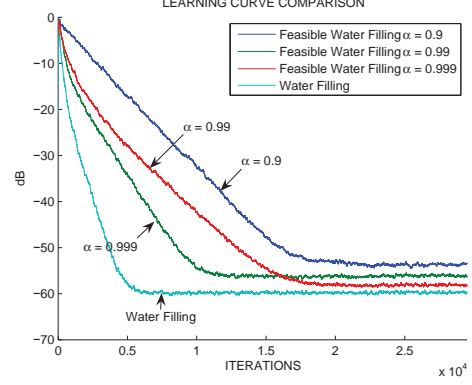 LEARNING CURVE COMPARISON
Feasible Water Filling α = 0.9
Feasible Water Filling α = 0.99
Feasible Water Filling α = 0.999
Water Filling
0
−10
−20
−30
−40
−50
−60
−70
dB
α = 0.99
α = 0.9
α = 0.999
Water Filling
0 0.5 1 1.5 2 2.5
ITERATIONS
x 10⁴